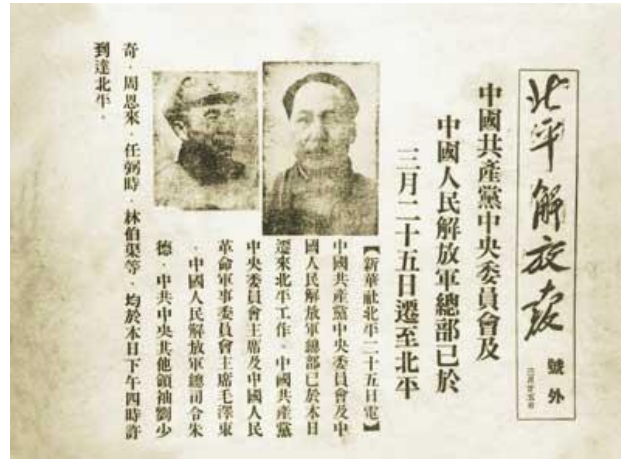 北平解放报
號外
三月廿五日
中國共產黨中央委員會及
中國人民解放軍總部已於
三月二十五日遷至北平
【新華社北平二十五日電】
中國共產黨中央委員會及中
國人民解放軍總部已於本日
遷來北平工作。中國共產黨
中央委員會主席及中國人民
革命軍事委員會主席毛澤東
、中國人民解放軍總司令朱
德、中共中央其他領袖劉少
奇、周恩來、任弼時、林伯渠等、均於本日下午四時許
到達北平。